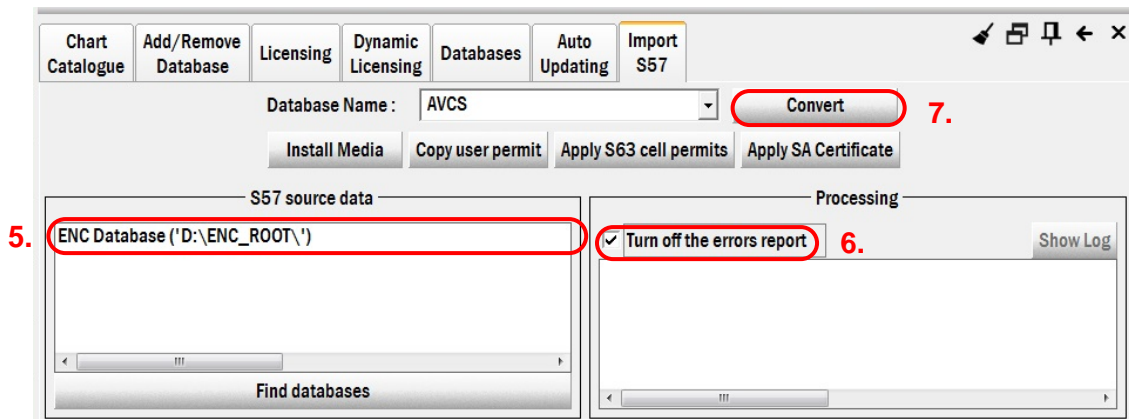 Chart Catalogue
Add/Remove Database
Licensing
Dynamic Licensing
Databases
Auto Updating
Import S57
Database Name :
AVCS
Convert
7.
Install Media
Copy user permit
Apply S63 cell permits
Apply SA Certificate
S57 source data
Processing
5.
ENC Database ('D:\ENC_ROOT\')
Turn off the errors report
6.
Show Log
Find databases